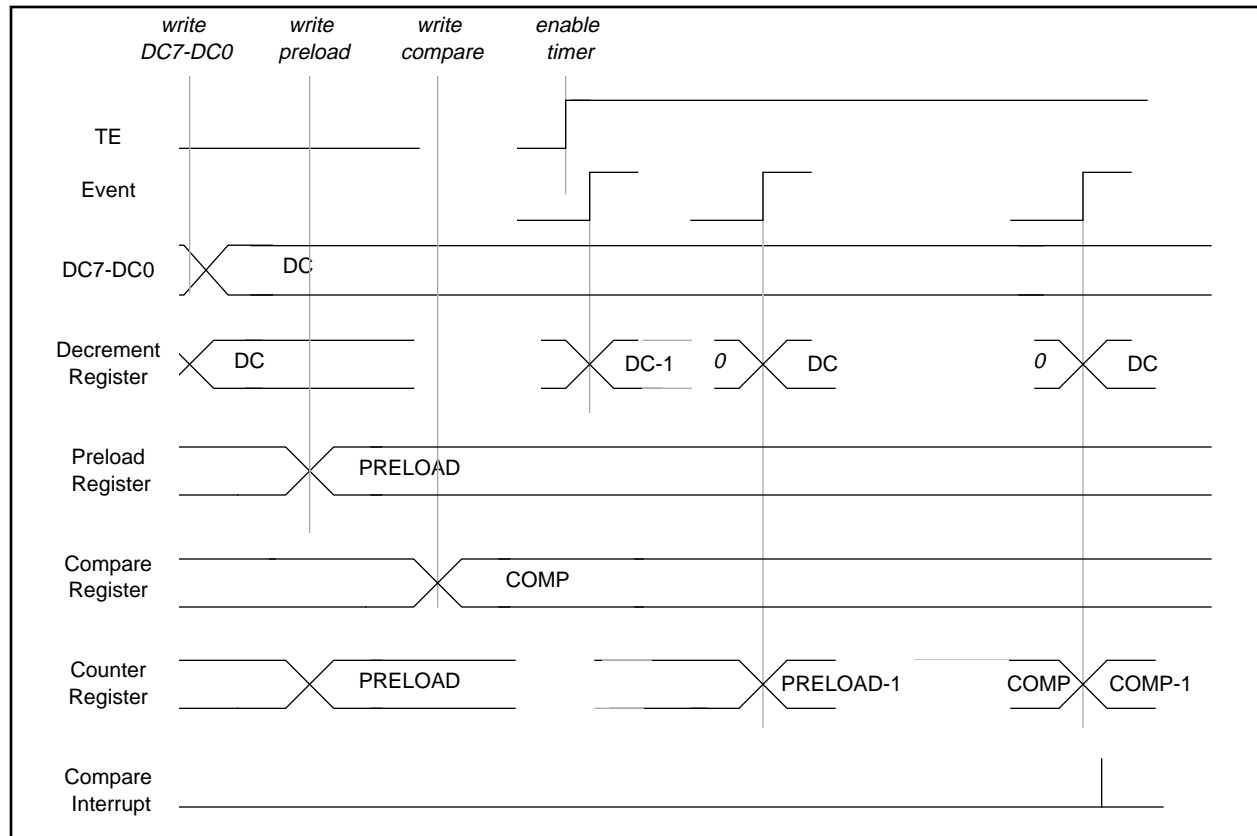 write write write enable
DC7-DC0 preload compare timer
TE
Event
DC7-DC0 DC
Decrement DC DC-1 0 DC 0 DC
Register
Preload PRELOAD
Register
Compare COMP
Register
Counter PRELOAD PRELOAD-1 COMP COMP-1
Register
Compare
Interrupt